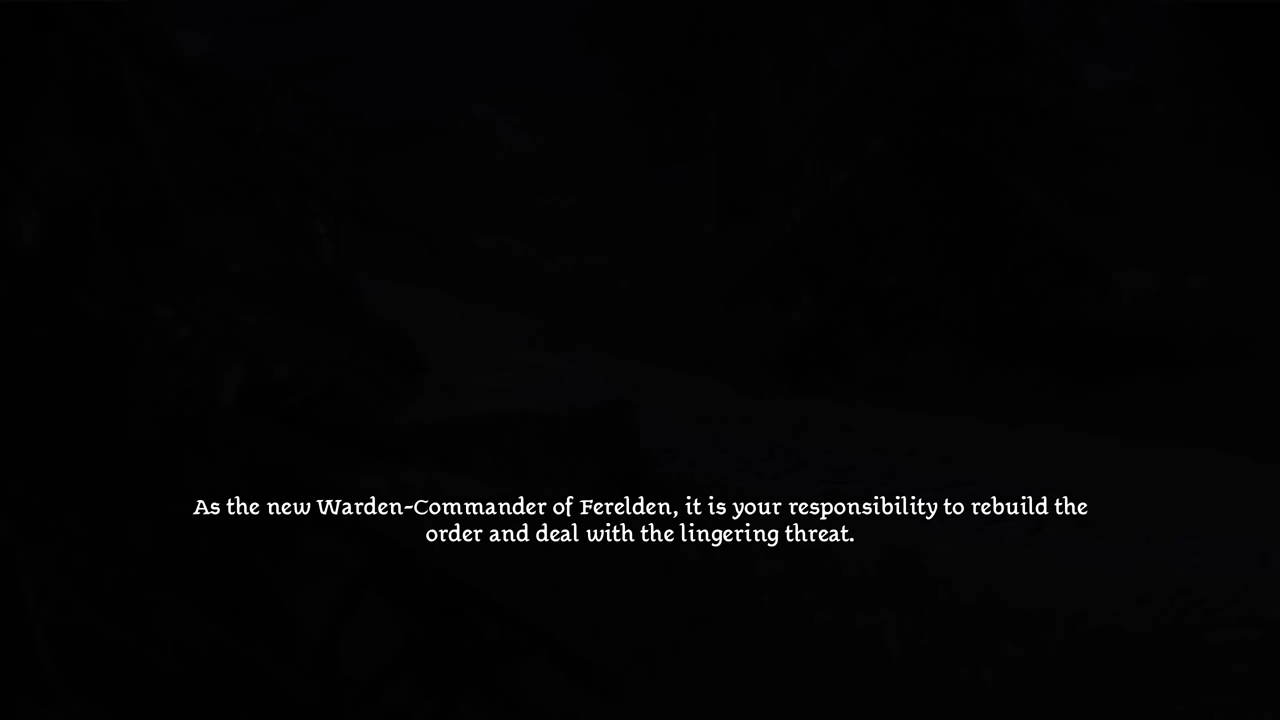 As the new Warden-Commander of Ferelden, it is your responsibility to rebuild the
order and deal with the lingering threat.